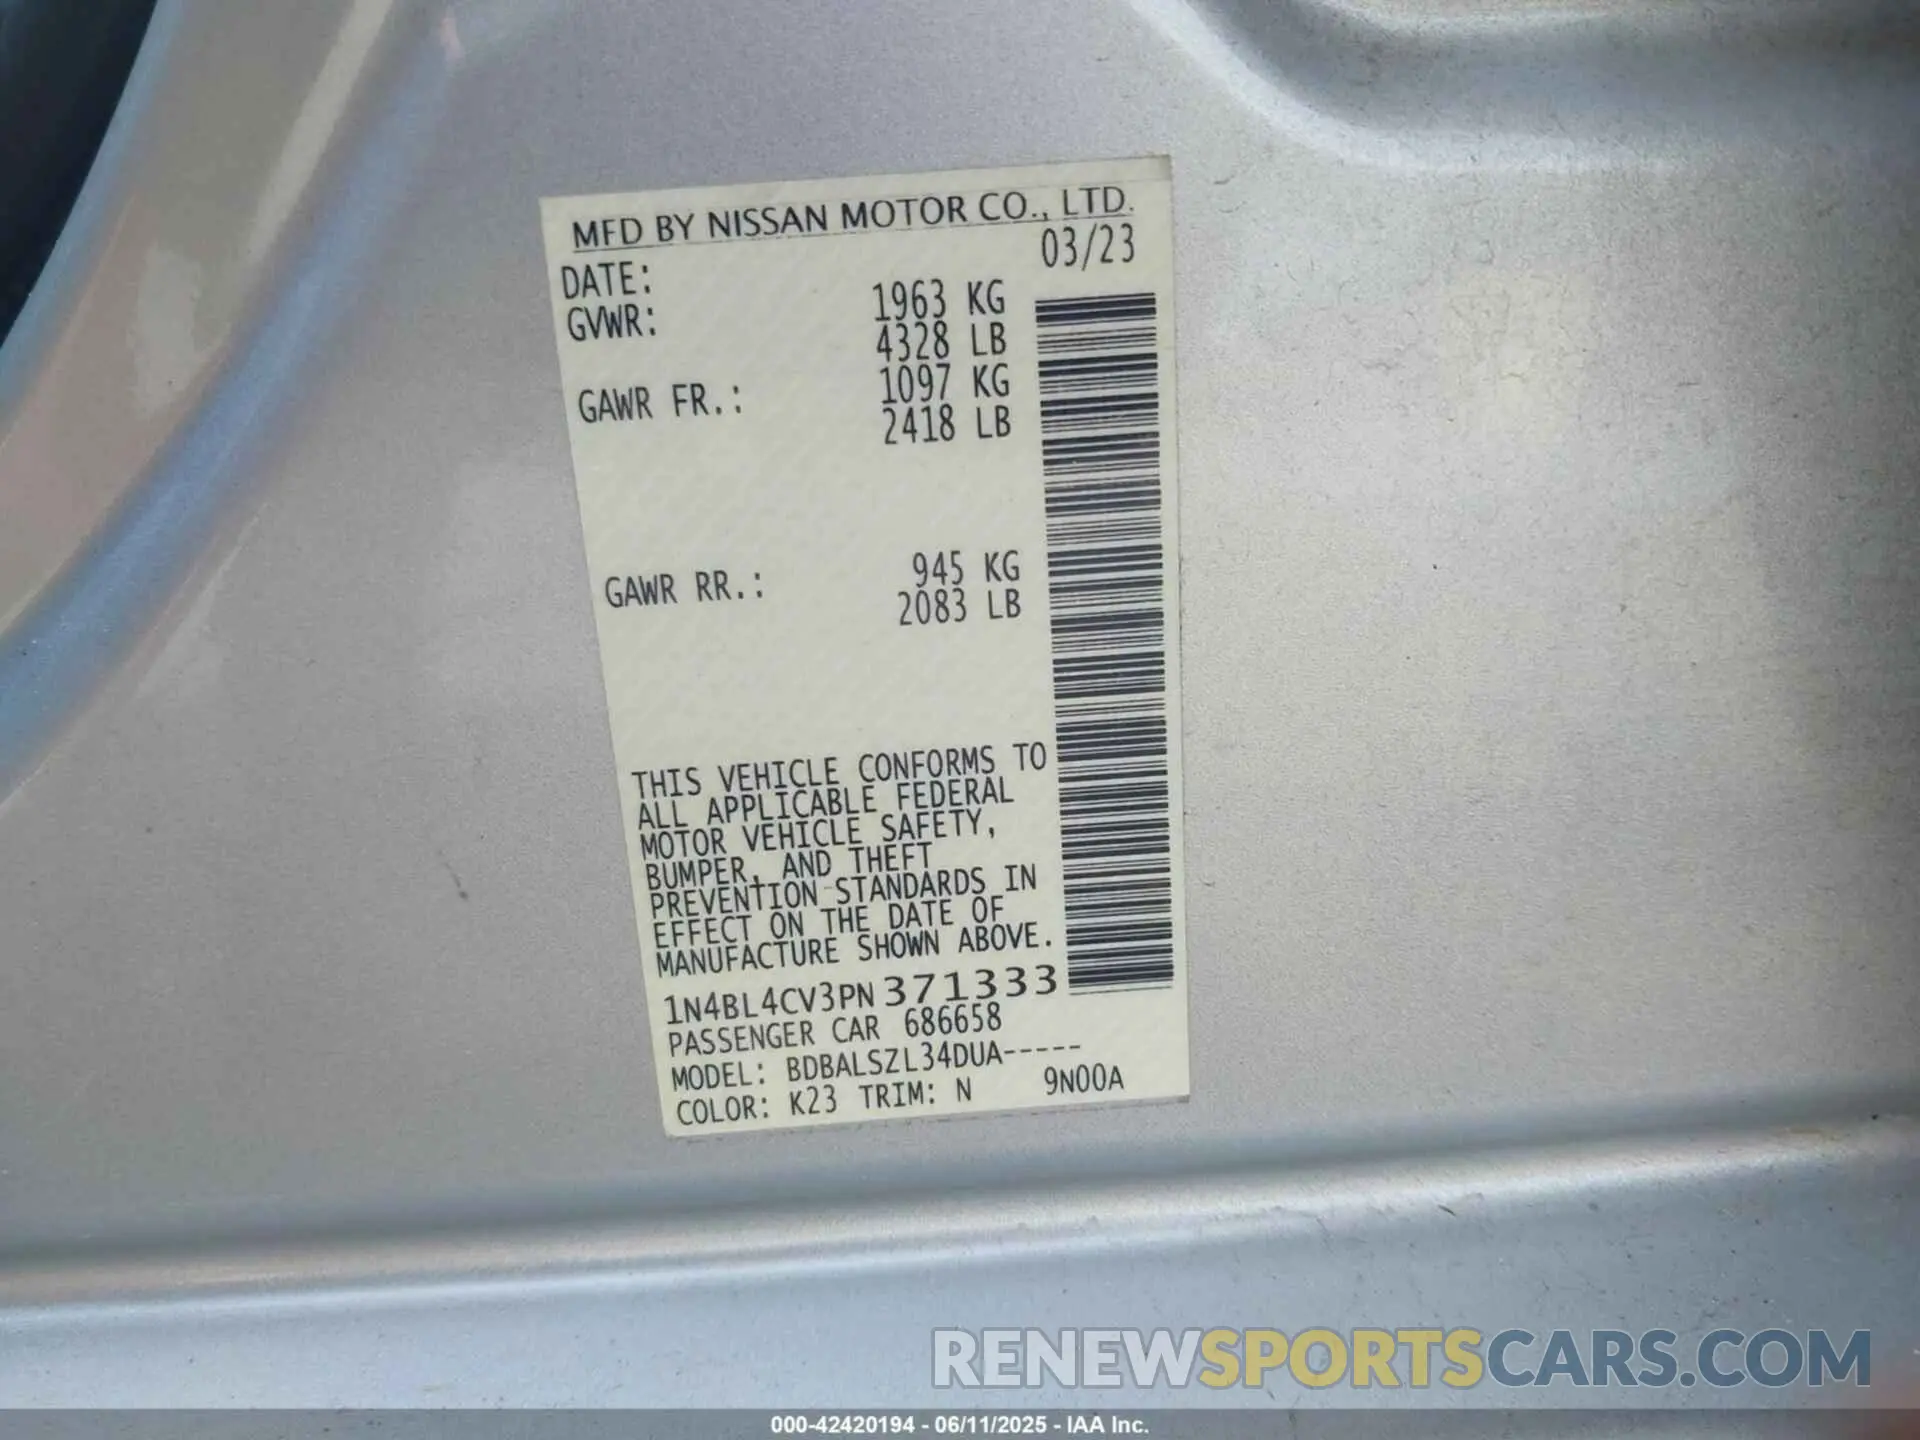 MFD BY NISSAN MOTOR CO., LTD.
DATE: 03/23
GVWR: 1963 KG
4328 LB
GAWR FR.: 1097 KG
2418 LB
GAWR RR.: 945 KG
2083 LB
THIS VEHICLE CONFORMS TO
ALL APPLICABLE FEDERAL
MOTOR VEHICLE SAFETY,
BUMPER, AND THEFT
PREVENTION STANDARDS IN
EFFECT ON THE DATE OF
MANUFACTURE SHOWN ABOVE.
1N4BL4CV3PN371333
PASSENGER CAR 686658
MODEL: BDBALSZL34DUA-----
COLOR: K23 TRIM: N 9N00A
RENEWSPORTSCARS.COM
000-42420194 - 06/11/2025 - IAA Inc.